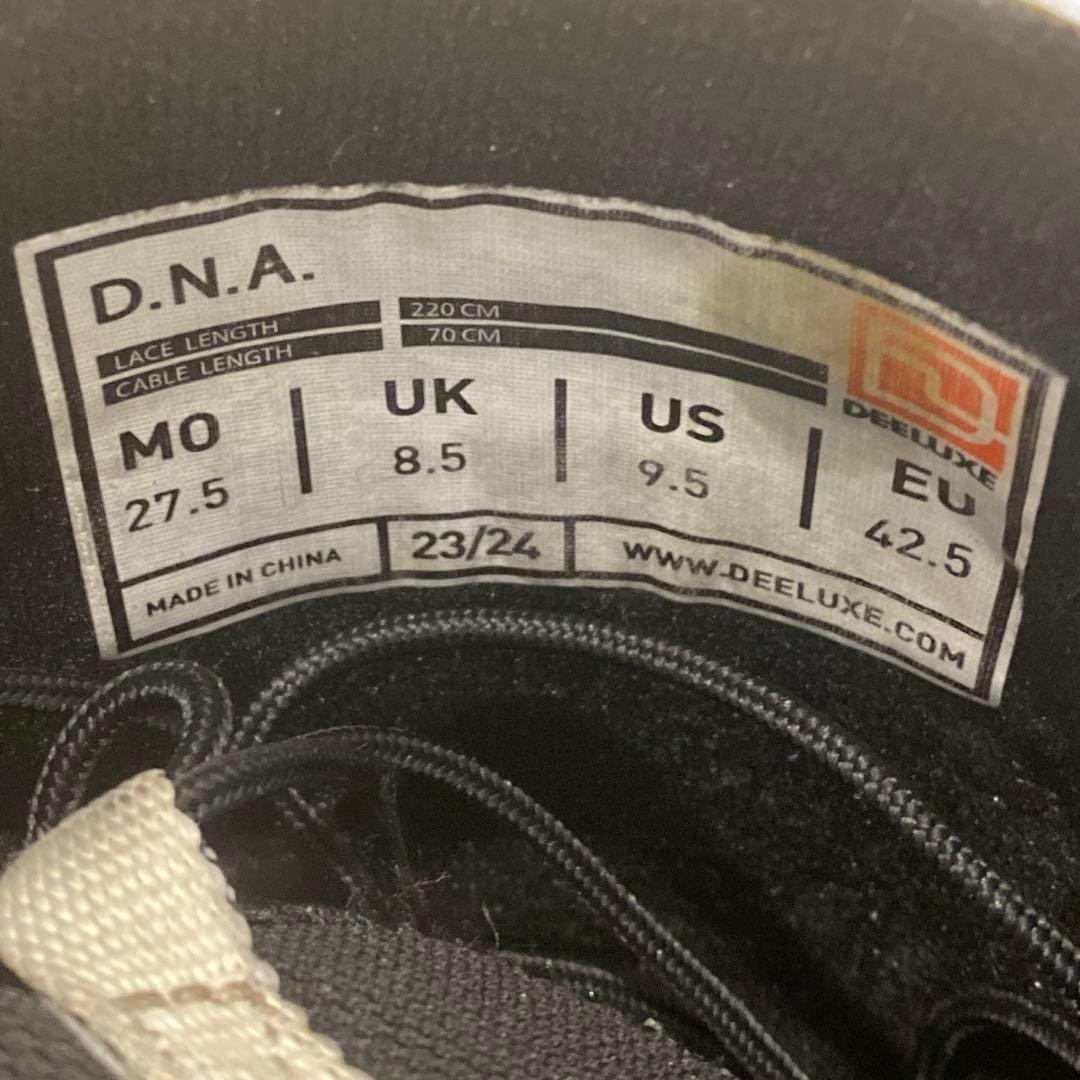 D.N.A.
LACE LENGTH 220 CM
CABLE LENGTH 70 CM
DEELUXE
MO UK US EU
27.5 8.5 9.5 42.5
MADE IN CHINA 23/24 WWW.DEELUXE.COM